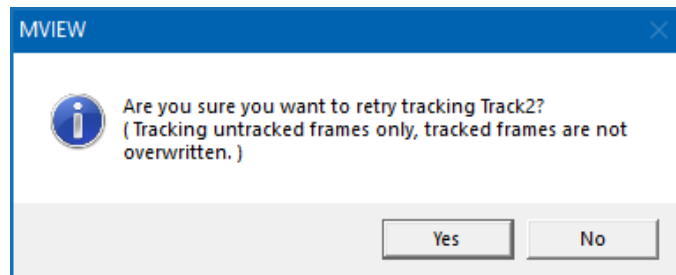 MVIEW
Are you sure you want to retry tracking Track2?
( Tracking untracked frames only, tracked frames are not
overwritten. )
Yes
No